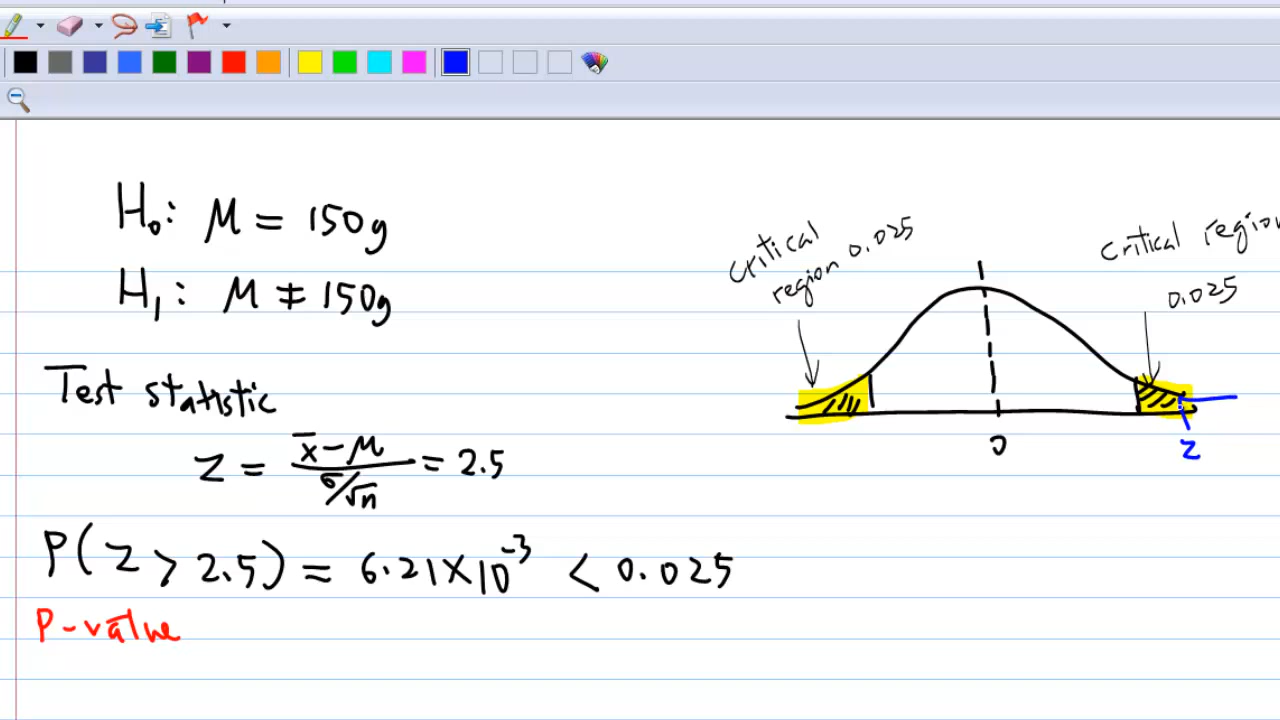 H₀: μ = 150g
H₁: μ ≠ 150g
Test statistic
Z = (x̄ - μ)/(σ/√n) = 2.5
P(Z > 2.5) = 6.21×10⁻³ < 0.025
P-value
critical
region 0.025
critical region
0.025
0
Z